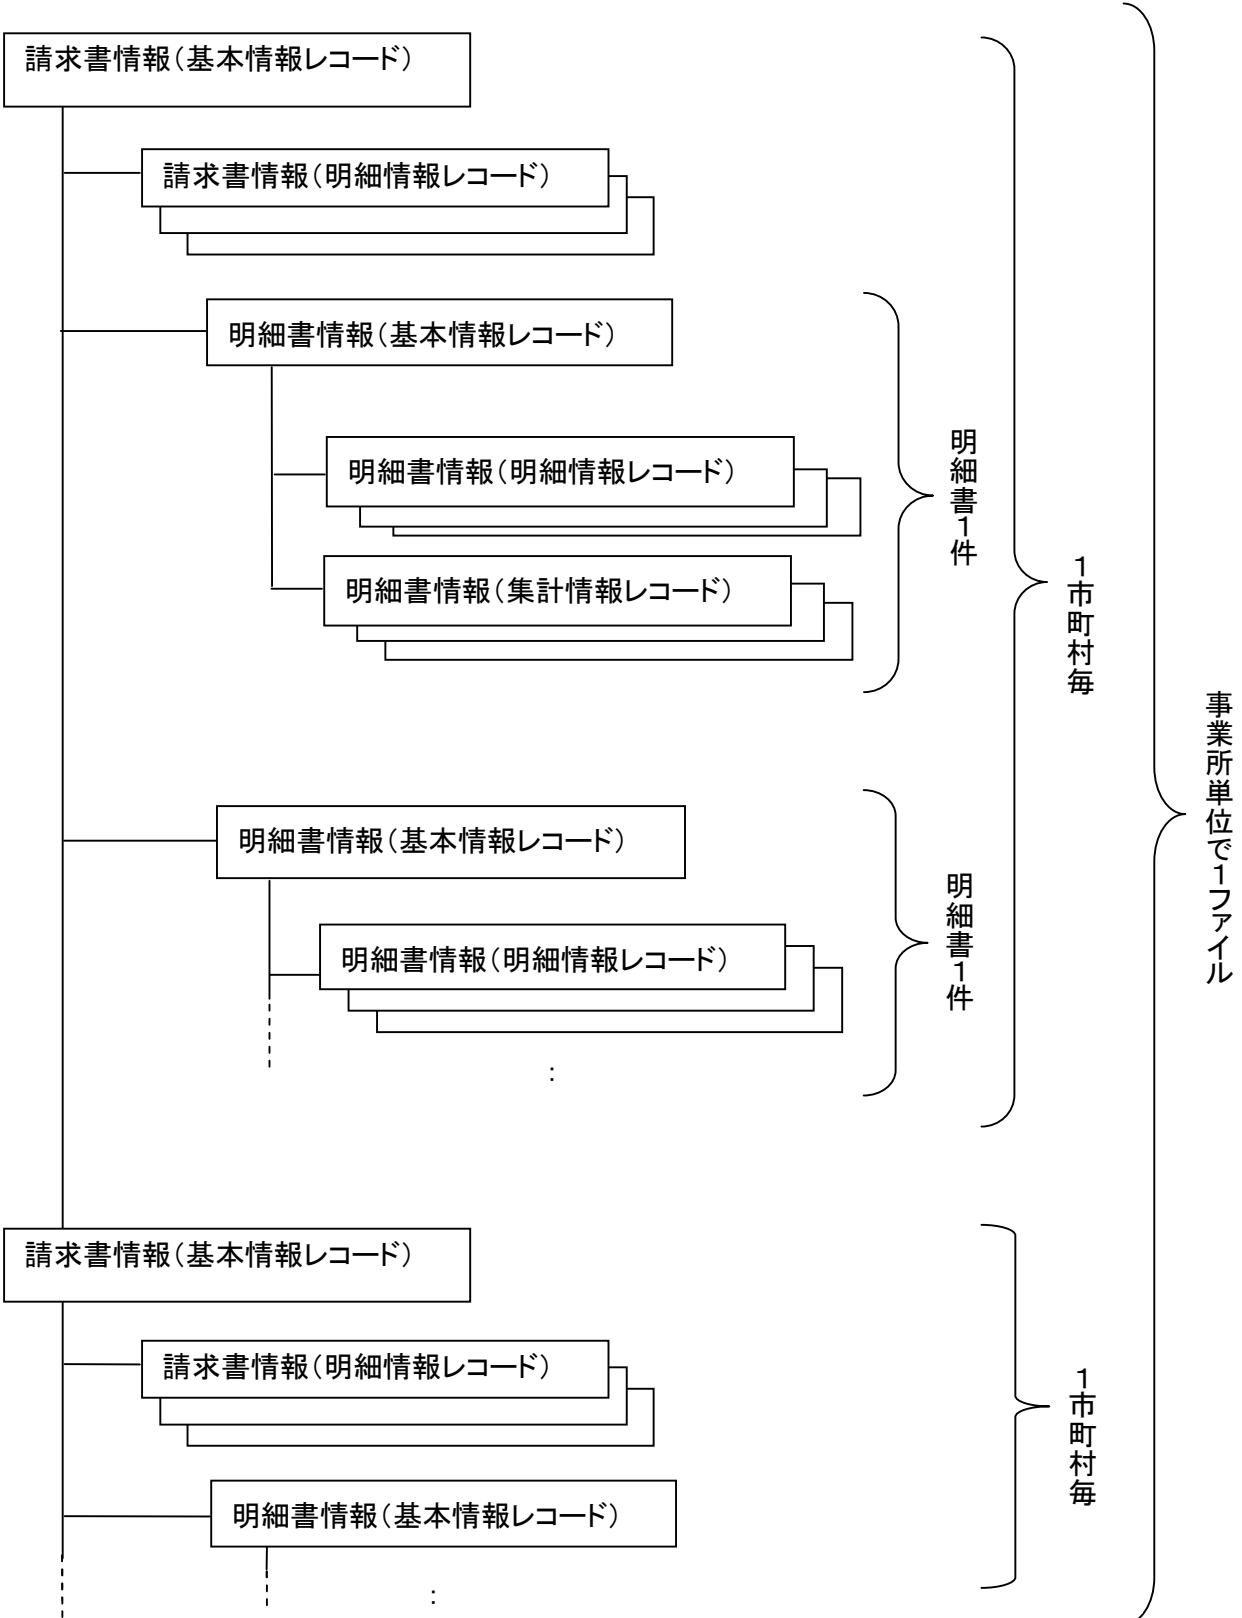 請求書情報（基本情報レコード）
請求書情報（明細情報レコード）
明細書情報（基本情報レコード）
明細書情報（明細情報レコード）
明細書情報（集計情報レコード）
明細書1件
1市町村毎
事業所単位で1ファイル
明細書情報（基本情報レコード）
明細書情報（明細情報レコード）
:
明細書1件
請求書情報（基本情報レコード）
請求書情報（明細情報レコード）
明細書情報（基本情報レコード）
:
1市町村毎